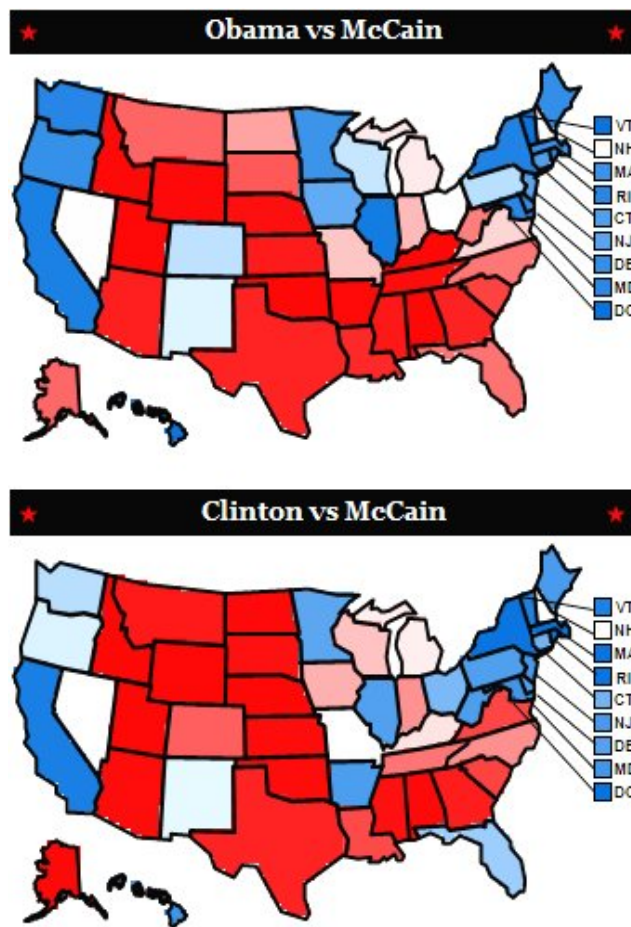 Obama vs McCain
VT
NH
MA
RI
CT
NJ
DE
MD
DC
Clinton vs McCain
VT
NH
MA
RI
CT
NJ
DE
MD
DC